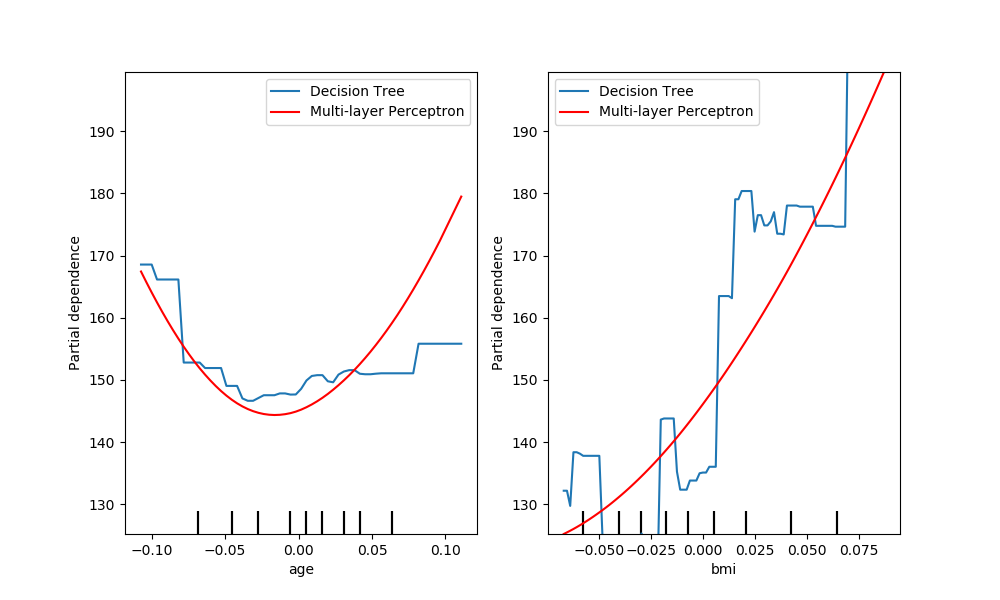 Decision Tree
Multi-layer Perceptron
190
180
170
160
150
140
130
Partial dependence
−0.10 −0.05 0.00 0.05 0.10
age
Decision Tree
Multi-layer Perceptron
190
180
170
160
150
140
130
Partial dependence
−0.050 −0.025 0.000 0.025 0.050 0.075
bmi